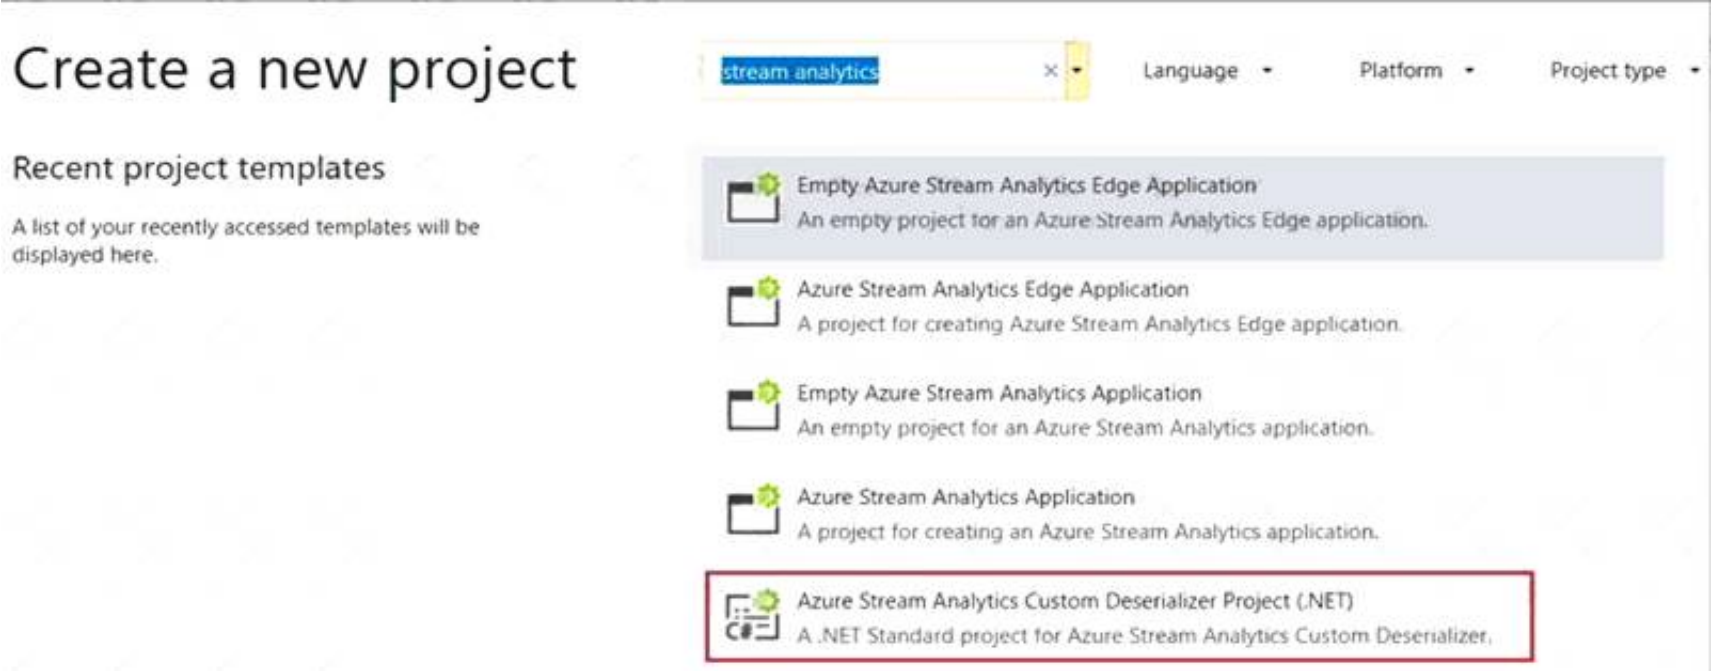 Create a new project
stream analytics
Language
Platform
Project type
Recent project templates
A list of your recently accessed templates will be
displayed here.
Empty Azure Stream Analytics Edge Application
An empty project for an Azure Stream Analytics Edge application.
Azure Stream Analytics Edge Application
A project for creating Azure Stream Analytics Edge application.
Empty Azure Stream Analytics Application
An empty project for an Azure Stream Analytics application.
Azure Stream Analytics Application
A project for creating an Azure Stream Analytics application.
C#
Azure Stream Analytics Custom Deserializer Project (.NET)
A .NET Standard project for Azure Stream Analytics Custom Deserializer.